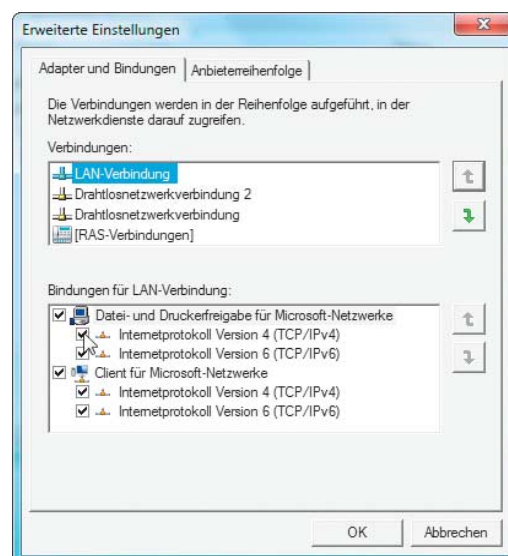 Erweiterte Einstellungen
Adapter und Bindungen
Anbieterreihenfolge
Die Verbindungen werden in der Reihenfolge aufgeführt, in der
Netzwerkdienste darauf zugreifen.
Verbindungen:
LAN-Verbindung
Drahtlosnetzwerkverbindung 2
Drahtlosnetzwerkverbindung
[RAS-Verbindungen]
Bindungen für LAN-Verbindung:
Datei- und Druckerfreigabe für Microsoft-Netzwerke
Internetprotokoll Version 4 (TCP/IPv4)
Internetprotokoll Version 6 (TCP/IPv6)
Client für Microsoft-Netzwerke
Internetprotokoll Version 4 (TCP/IPv4)
Internetprotokoll Version 6 (TCP/IPv6)
OK
Abbrechen